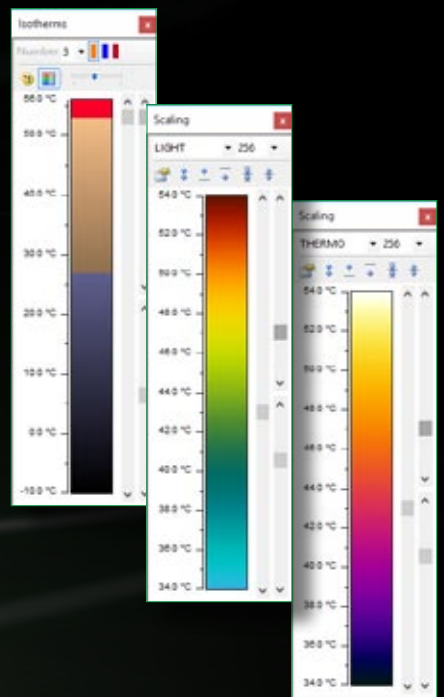 Isotherms
Number 3
56.0 °C
50.0 °C
40.0 °C
30.0 °C
20.0 °C
10.0 °C
0.0 °C
-10.0 °C
Scaling
LIGHT 256
54.0 °C
52.0 °C
50.0 °C
48.0 °C
46.0 °C
44.0 °C
42.0 °C
40.0 °C
38.0 °C
36.0 °C
34.0 °C
Scaling
THERMO 256
54.0 °C
52.0 °C
50.0 °C
48.0 °C
46.0 °C
44.0 °C
42.0 °C
40.0 °C
38.0 °C
36.0 °C
34.0 °C